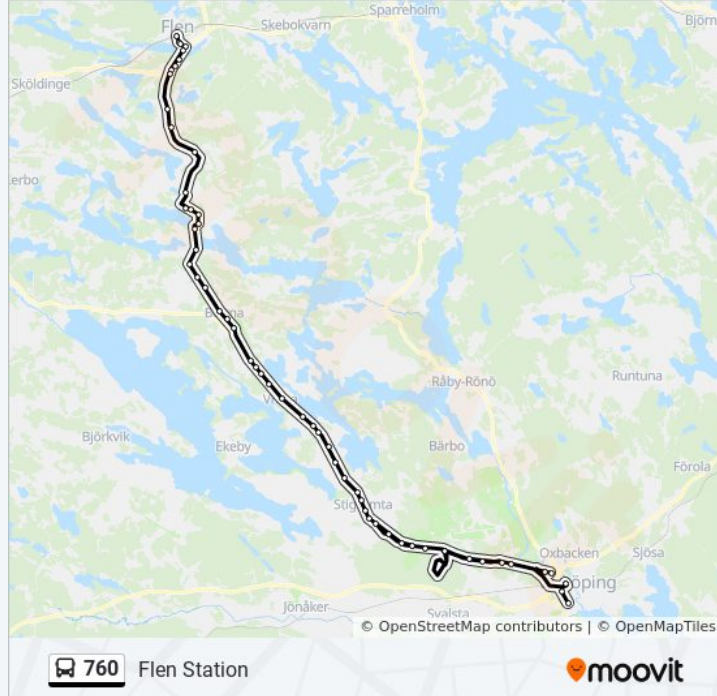 Sparreholm
Flen
Skebokvarn
Björn
Sköldinge
erbo
Råby-Rönö
Runtuna
Björkvik
Ekeby
Bärbo
Förola
Oxbacken
Sjösa
öping
Jönåker
Svalsta
© OpenStreetMap contributors | © OpenMapTiles
760 Flen Station
moovit